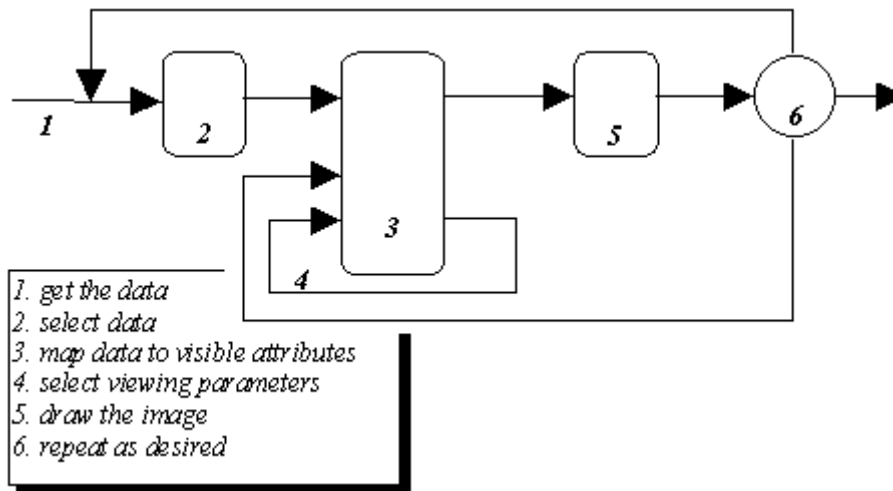 1
2
3
4
5
6
1. get the data
2. select data
3. map data to visible attributes
4. select viewing parameters
5. draw the image
6. repeat as desired